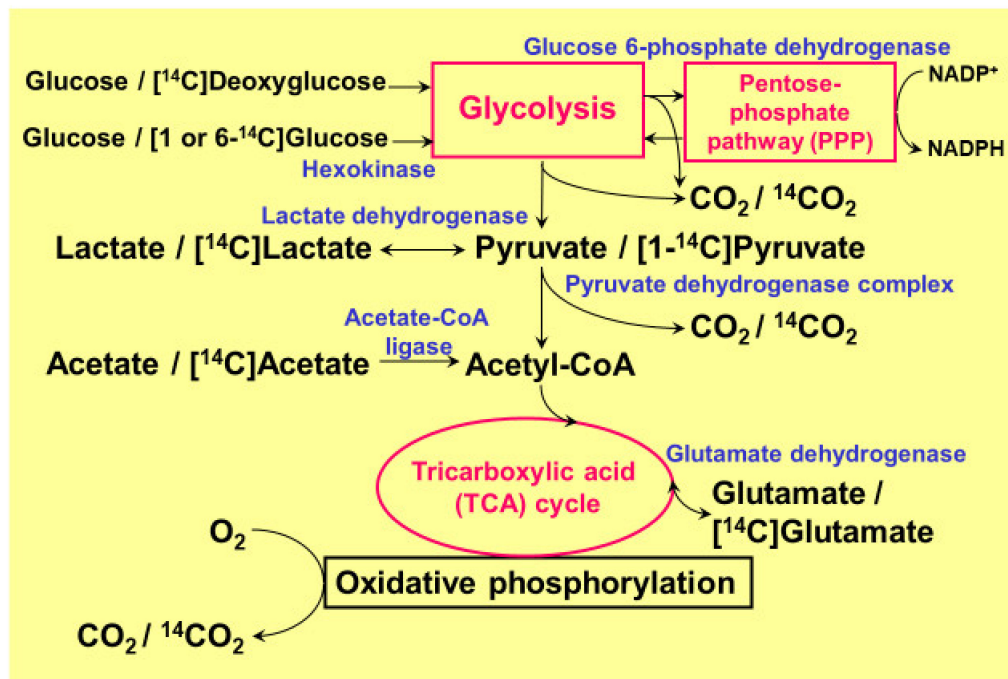 Glucose 6-phosphate dehydrogenase
Glucose / [¹⁴C]Deoxyglucose
Glycolysis
Pentose-
phosphate
pathway (PPP)
NADP⁺
NADPH
Glucose / [1 or 6-¹⁴C]Glucose
Hexokinase
CO₂ / ¹⁴CO₂
Lactate dehydrogenase
Lactate / [¹⁴C]Lactate
Pyruvate / [1-¹⁴C]Pyruvate
Pyruvate dehydrogenase complex
CO₂ / ¹⁴CO₂
Acetate-CoA
ligase
Acetate / [¹⁴C]Acetate
Acetyl-CoA
Tricarboxylic acid
(TCA) cycle
Glutamate dehydrogenase
Glutamate /
[¹⁴C]Glutamate
O₂
Oxidative phosphorylation
CO₂ / ¹⁴CO₂